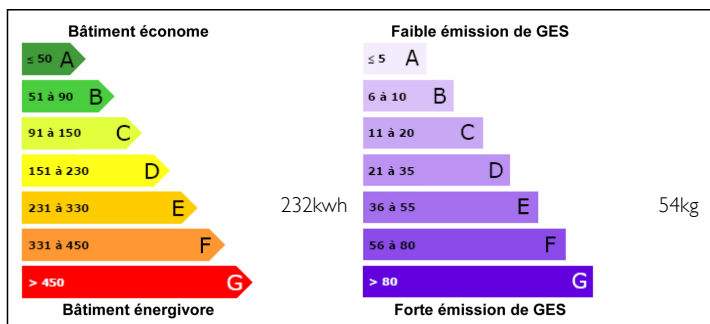 Bâtiment économe
≤ 50 A
51 à 90 B
91 à 150 C
151 à 230 D
231 à 330 E
232kwh
331 à 450 F
> 450 G
Bâtiment énergivore
Faible émission de GES
≤ 5 A
6 à 10 B
11 à 20 C
21 à 35 D
36 à 55 E
54kg
56 à 80 F
> 80 G
Forte émission de GES